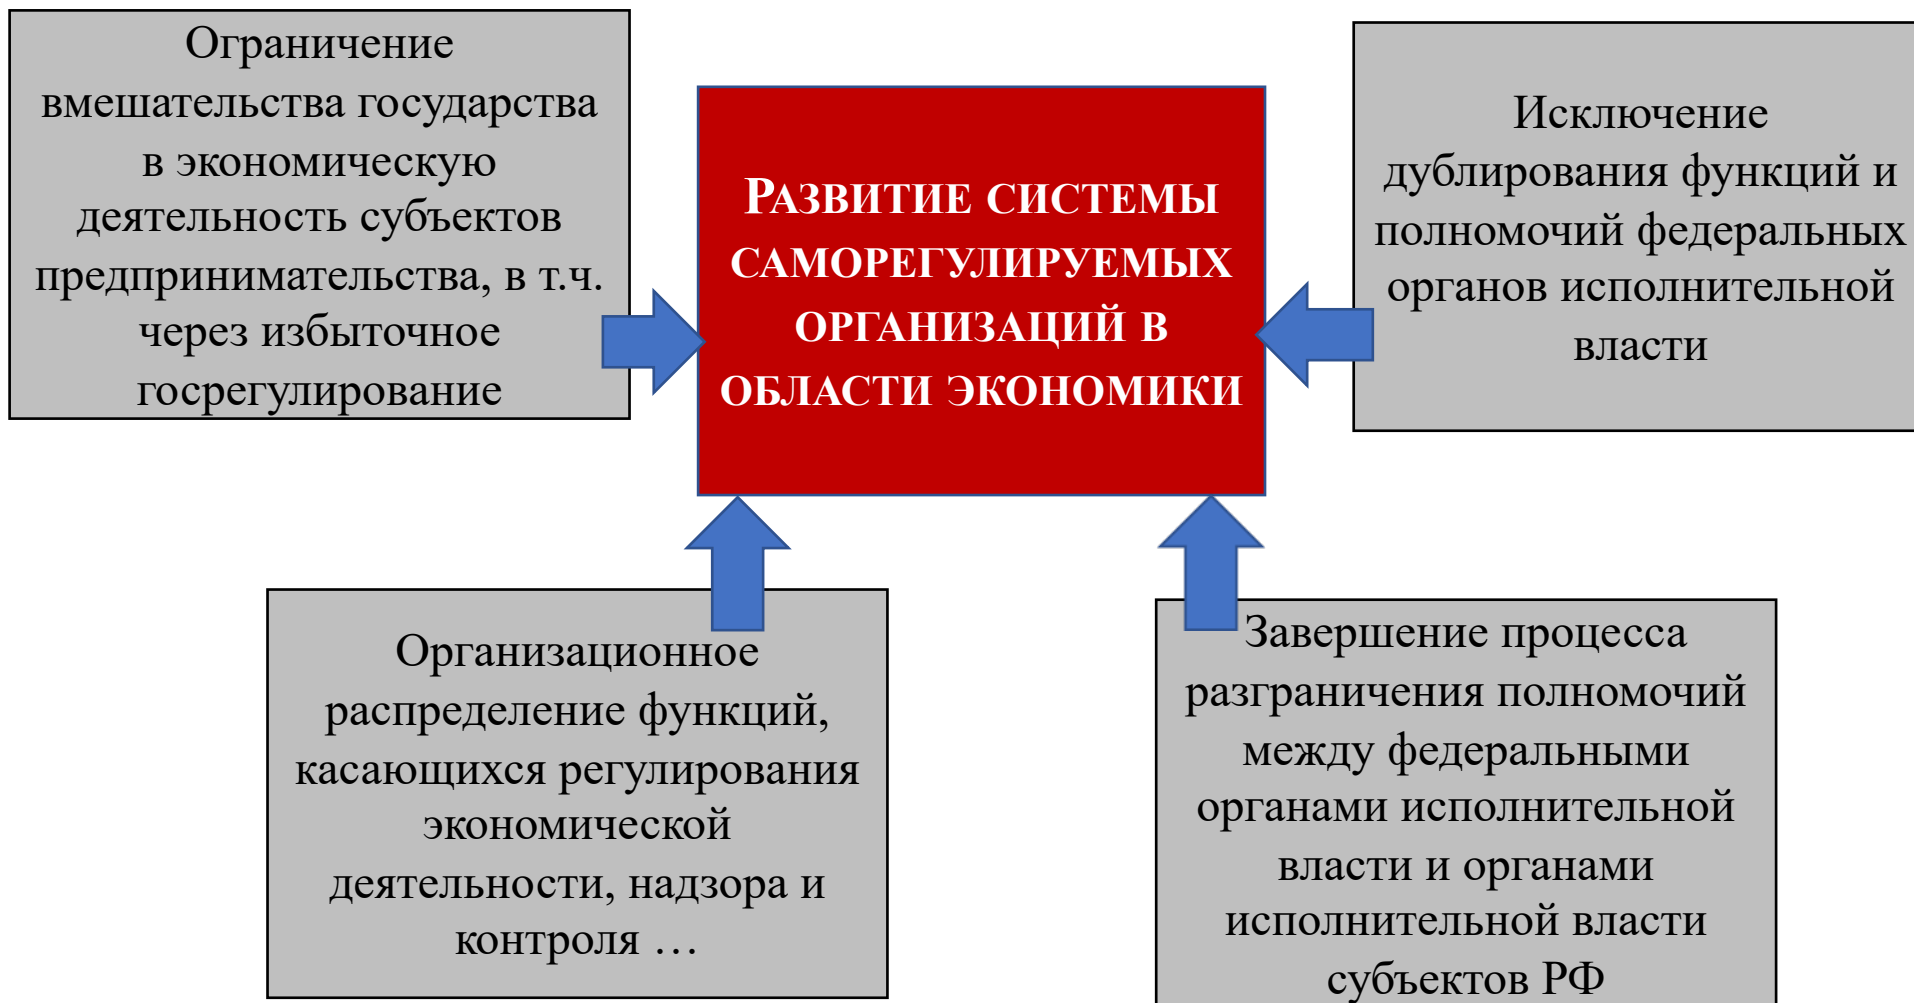 Ограничение
вмешательства государства
в экономическую
деятельность субъектов
предпринимательства, в т.ч.
через избыточное
госрегулирование
РАЗВИТИЕ СИСТЕМЫ
САМОРЕГУЛИРУЕМЫХ
ОРГАНИЗАЦИЙ В
ОБЛАСТИ ЭКОНОМИКИ
Исключение
дублирования функций и
полномочий федеральных
органов исполнительной
власти
Организационное
распределение функций,
касающихся регулирования
экономической
деятельности, надзора и
контроля …
Завершение процесса
разграничения полномочий
между федеральными
органами исполнительной
власти и органами
исполнительной власти
субъектов РФ